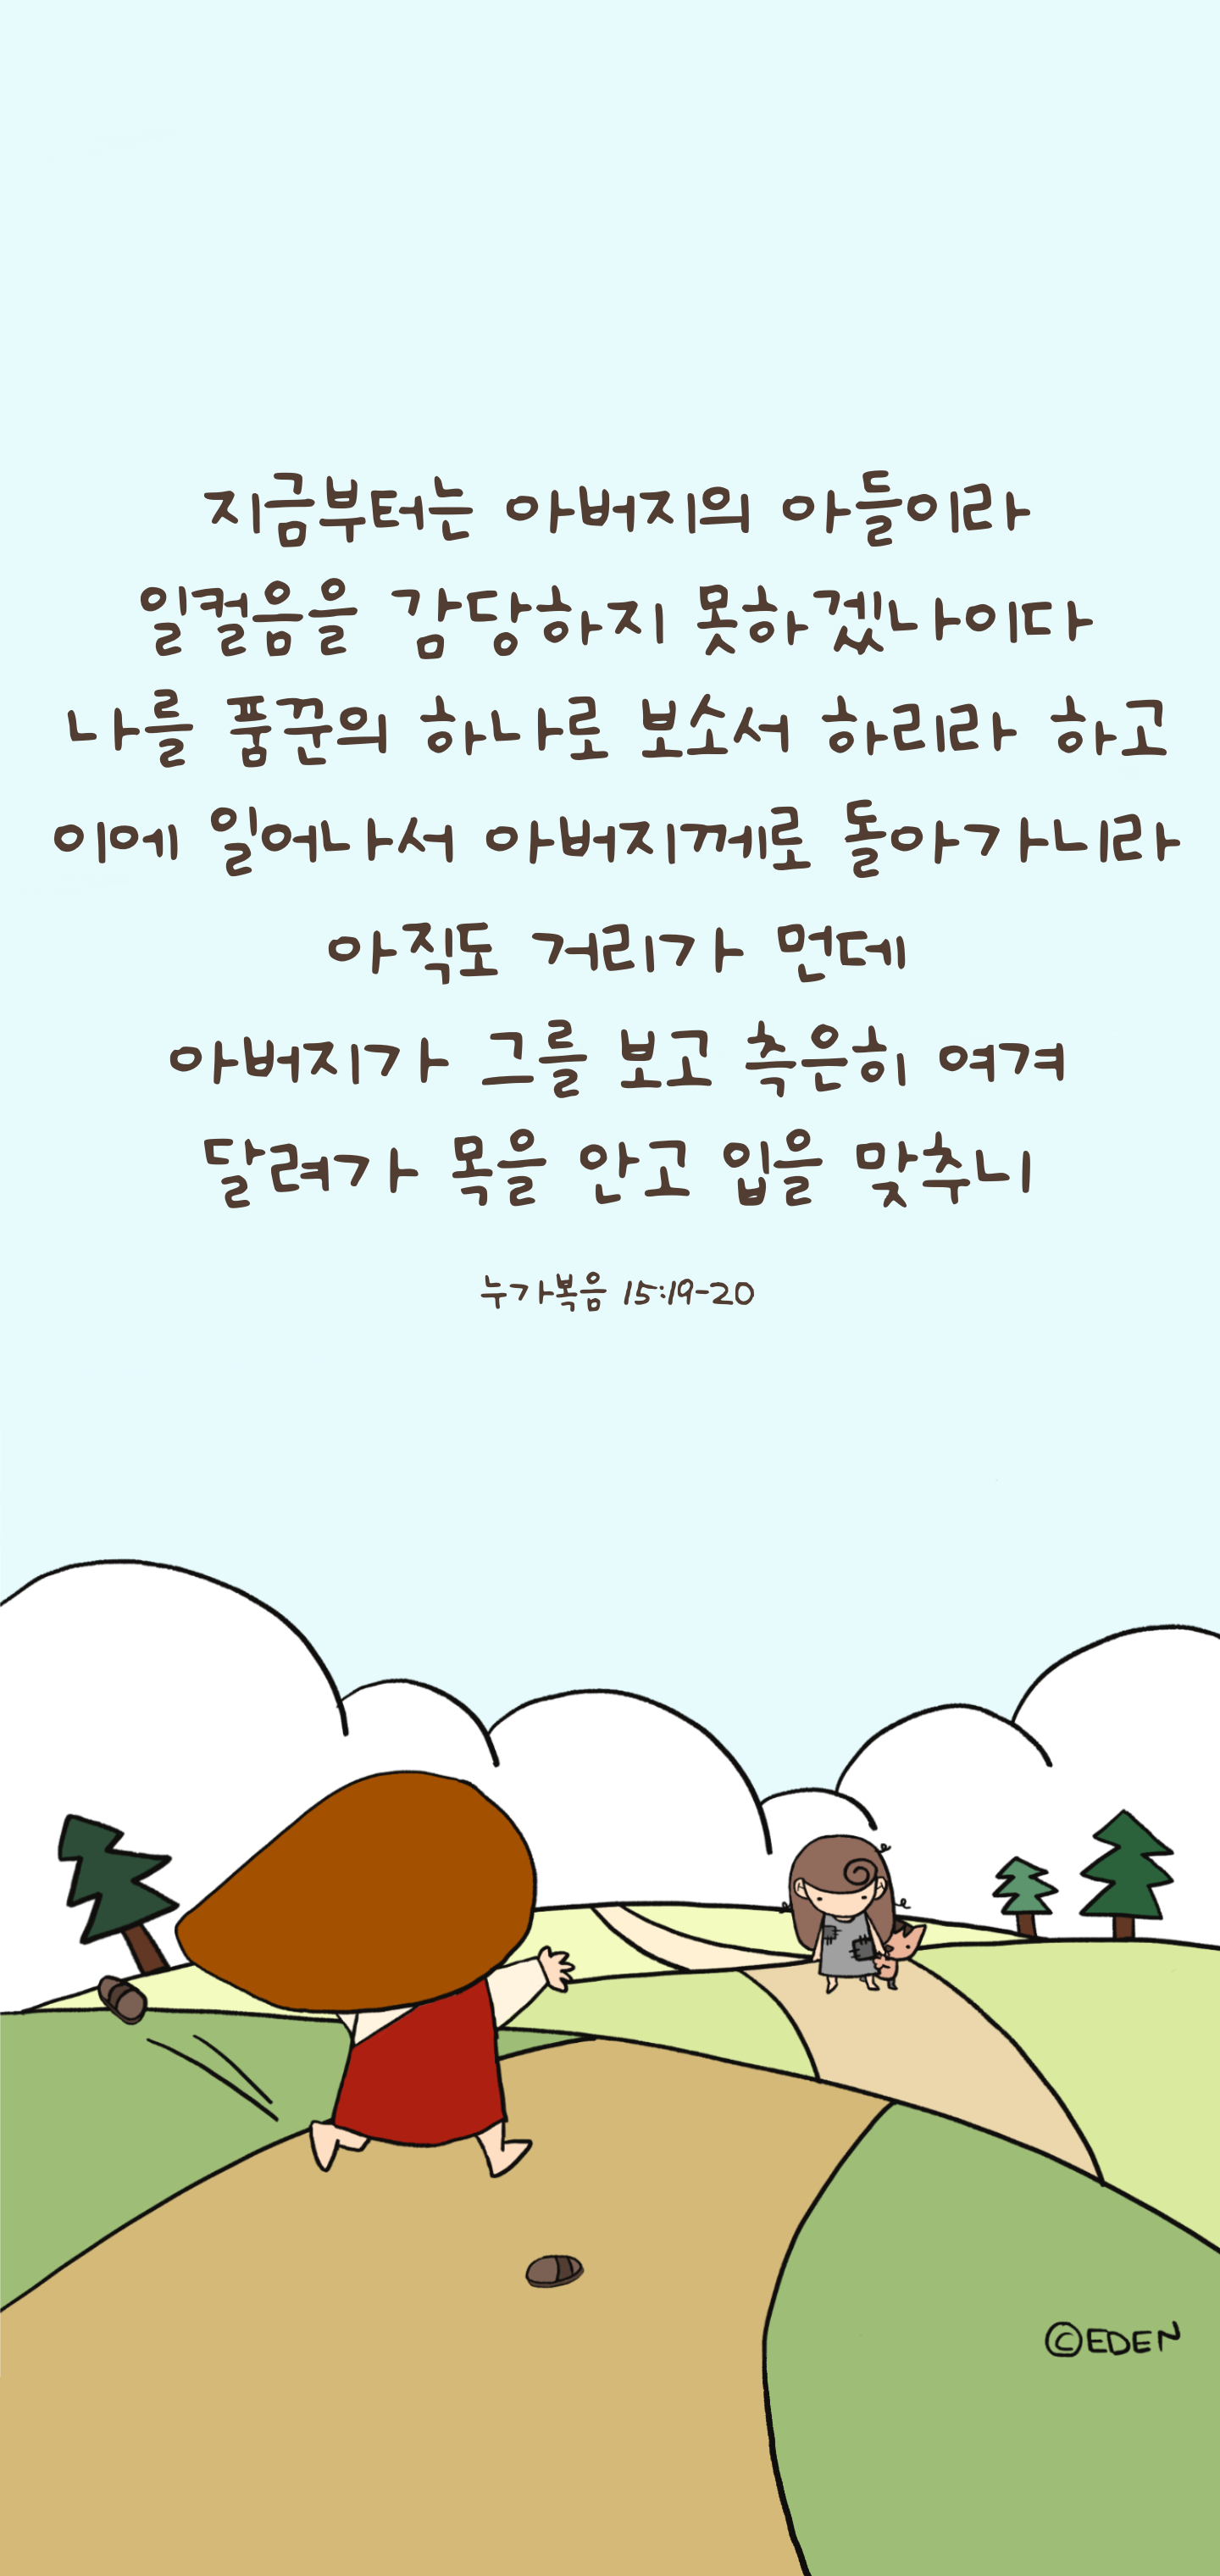 지금부터는 아버지의 아들이라
일컬음을 감당하지 못하겠나이다
나를 품꾼의 하나로 보소서 하리라 하고
이에 일어나서 아버지께로 돌아가니라
아직도 거리가 먼데
아버지가 그를 보고 측은히 여겨
달려가 목을 안고 입을 맞추니
누가복음 15:19-20
©EDEN